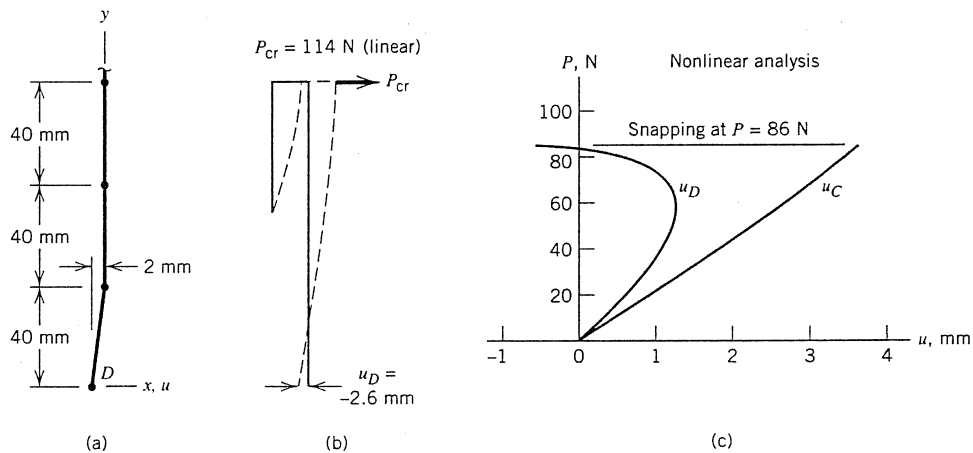 y
40 mm
40 mm
2 mm
40 mm
D
x, u
(a)
P_cr = 114 N (linear)
P_cr
u_D =
–2.6 mm
(b)
P, N
Nonlinear analysis
100
Snapping at P = 86 N
80
u_D
u_C
60
40
20
–1
0
1
2
3
4
u, mm
(c)